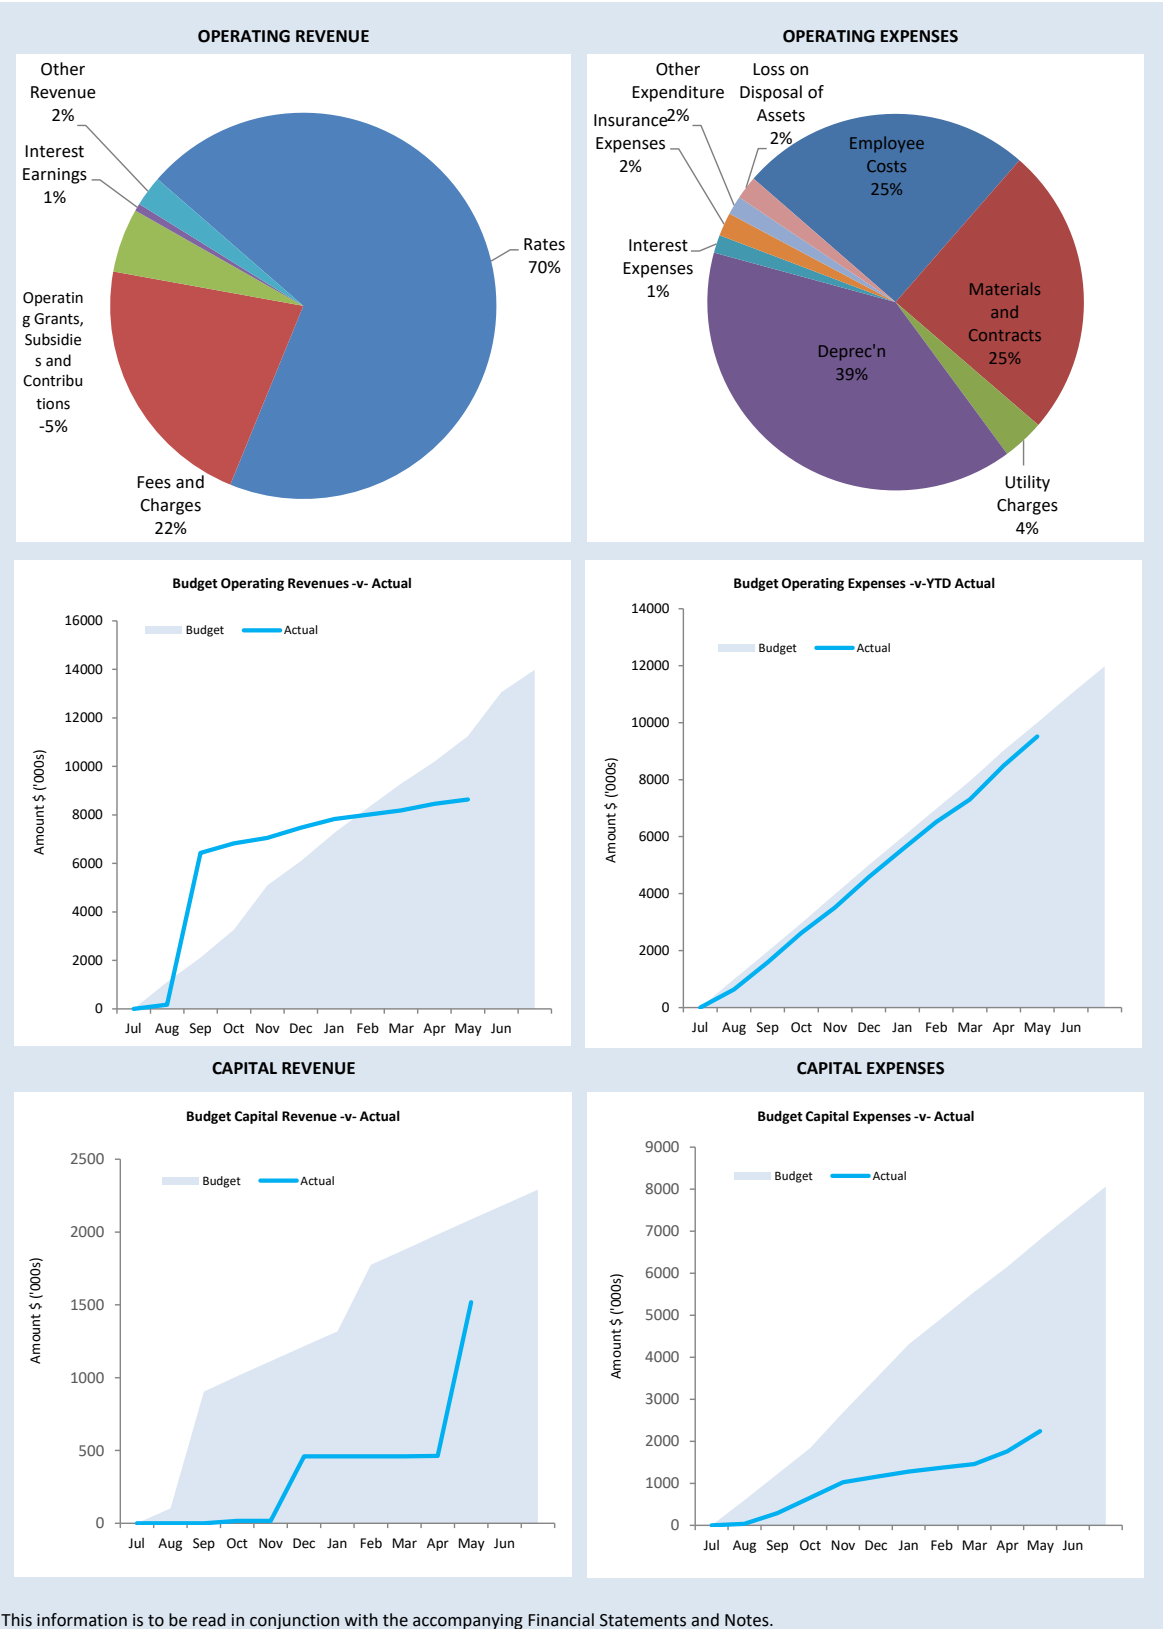 OPERATING REVENUE
Other
Revenue
2%
Interest
Earnings
1%
Rates
70%
Operatin
g Grants,
Subsidie
s and
Contribu
tions
-5%
Fees and
Charges
22%
OPERATING EXPENSES
Other
Expenditure
2%
Loss on
Disposal of
Assets
2%
Insurance
Expenses
2%
Employee
Costs
25%
Interest
Expenses
1%
Materials
and
Contracts
25%
Deprec'n
39%
Utility
Charges
4%
Budget Operating Revenues -v- Actual
Budget Actual
Amount $ ('000s)
16000
14000
12000
10000
8000
6000
4000
2000
0
Jul Aug Sep Oct Nov Dec Jan Feb Mar Apr May Jun
Budget Operating Expenses -v-YTD Actual
Budget Actual
Amount $ ('000s)
14000
12000
10000
8000
6000
4000
2000
0
Jul Aug Sep Oct Nov Dec Jan Feb Mar Apr May Jun
CAPITAL REVENUE
Budget Capital Revenue -v- Actual
Budget Actual
Amount $ ('000s)
2500
2000
1500
1000
500
0
Jul Aug Sep Oct Nov Dec Jan Feb Mar Apr May Jun
CAPITAL EXPENSES
Budget Capital Expenses -v- Actual
Budget Actual
Amount $ ('000s)
9000
8000
7000
6000
5000
4000
3000
2000
1000
0
Jul Aug Sep Oct Nov Dec Jan Feb Mar Apr May Jun
This information is to be read in conjunction with the accompanying Financial Statements and Notes.